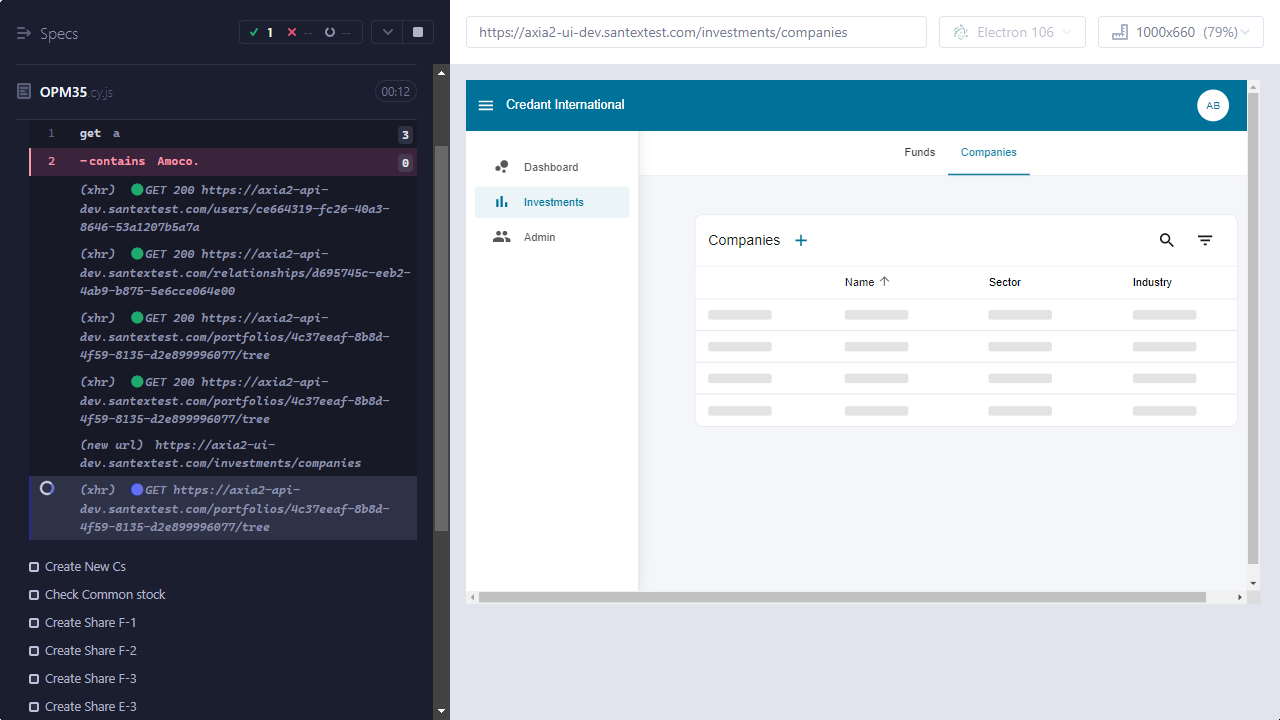 Specs
1
--
--
https://axia2-ui-dev.santextest.com/investments/companies
Electron 106
1000x660 (79%)
OPM35.cy.js
00:12
1 get a 3
2 -contains Amoco. 0
(xhr) GET 200 https://axia2-api-
dev.santextest.com/users/ce664319-fc26-40a3-
8646-53a1207b5a7a
(xhr) GET 200 https://axia2-api-
dev.santextest.com/relationships/d695745c-eeb2-
4ab9-b875-5e6cce064e00
(xhr) GET 200 https://axia2-api-
dev.santextest.com/portfolios/4c37eeaf-8b8d-
4f59-8135-d2e899996077/tree
(xhr) GET 200 https://axia2-api-
dev.santextest.com/portfolios/4c37eeaf-8b8d-
4f59-8135-d2e899996077/tree
(new url) https://axia2-ui-
dev.santextest.com/investments/companies
(xhr) GET https://axia2-api-
dev.santextest.com/portfolios/4c37eeaf-8b8d-
4f59-8135-d2e899996077/tree
Create New Cs
Check Common stock
Create Share F-1
Create Share F-2
Create Share F-3
Create Share E-3
Credant International
AB
Dashboard
Investments
Admin
Funds
Companies
Companies +
Name
Sector
Industry